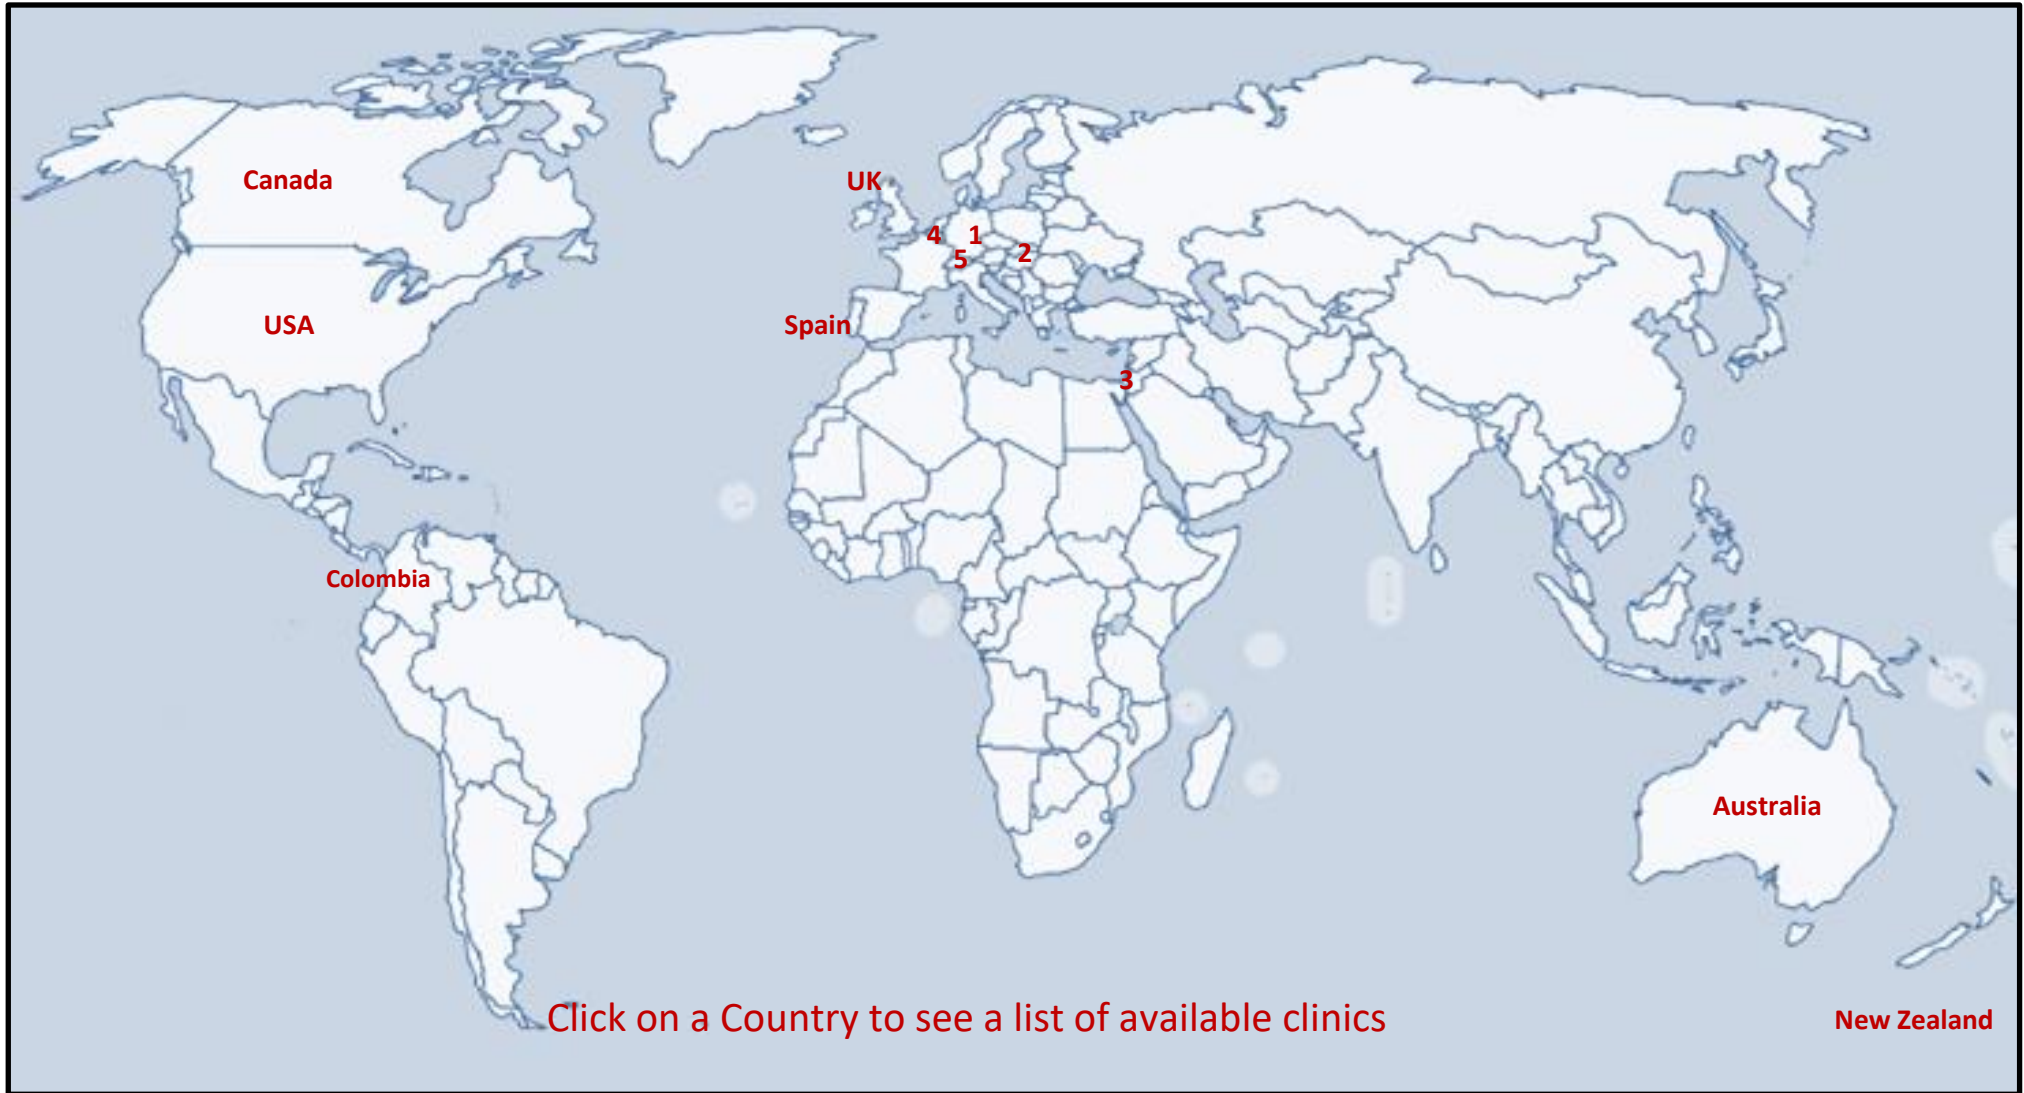 Canada
UK
4
1
2
5
USA
Spain
3
Colombia
Australia
Click on a Country to see a list of available clinics
New Zealand